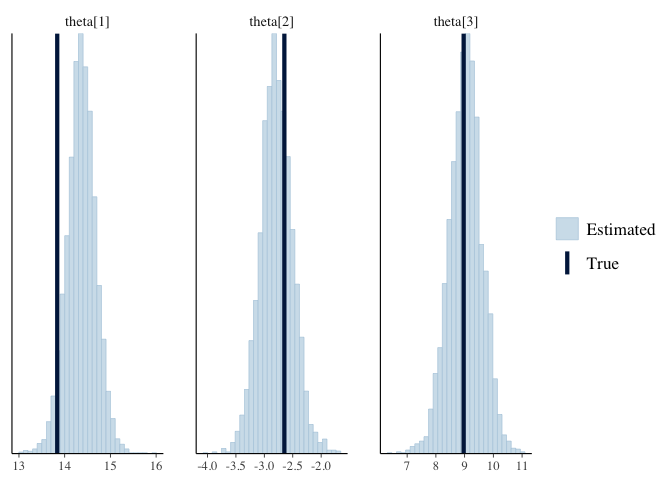 theta[1]
theta[2]
theta[3]
Estimated
True
13 14 15 16
-4.0 -3.5 -3.0 -2.5 -2.0
7 8 9 10 11